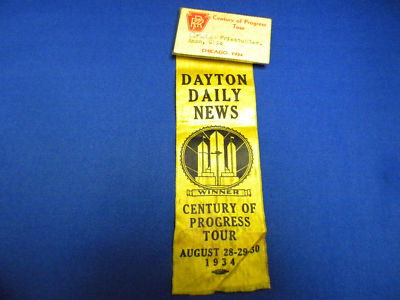 PRR
Century of Progress
Tour
CHICAGO 1934
DAYTON
DAILY
NEWS
WINNER
CENTURY OF
PROGRESS
TOUR
AUGUST 28-29-30
1934